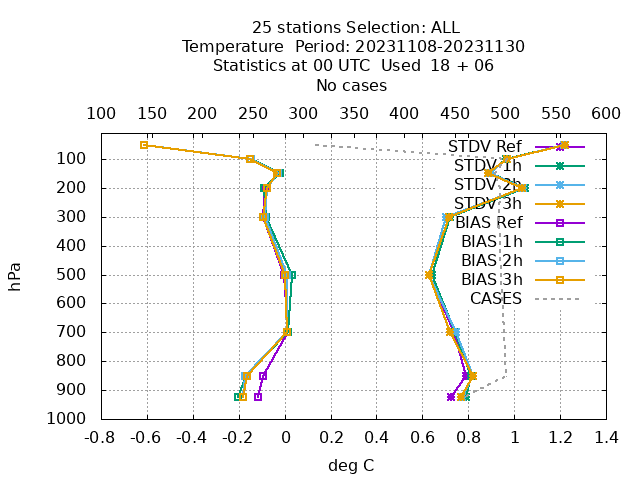 25 stations Selection: ALL
Temperature  Period: 20231108-20231130
Statistics at 00 UTC  Used  18 + 06
No cases
100 150 200 250 300 350 400 450 500 550 600
STDV Ref
STDV 1h
STDV 2h
STDV 3h
BIAS Ref
BIAS 1h
BIAS 2h
BIAS 3h
CASES
hPa
100
200
300
400
500
600
700
800
900
1000
-0.8 -0.6 -0.4 -0.2 0 0.2 0.4 0.6 0.8 1 1.2 1.4
deg C